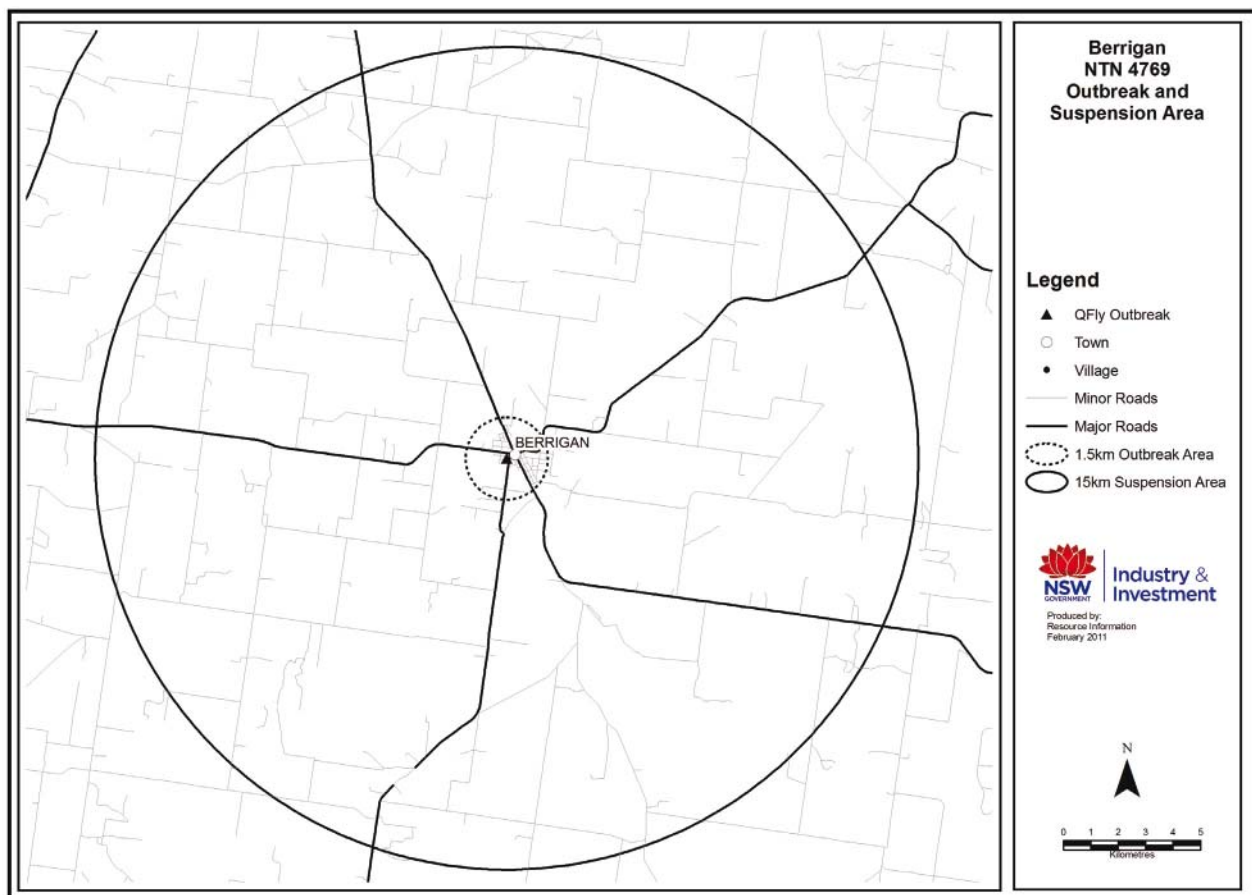 BERRIGAN
Berrigan
NTN 4769
Outbreak and
Suspension Area
Legend
QFly Outbreak
Town
Village
Minor Roads
Major Roads
1.5km Outbreak Area
15km Suspension Area
NSW
GOVERNMENT
Industry &
Investment
Produced by:
Resource Information
February 2011
N
0 1 2 3 4 5
Kilometres